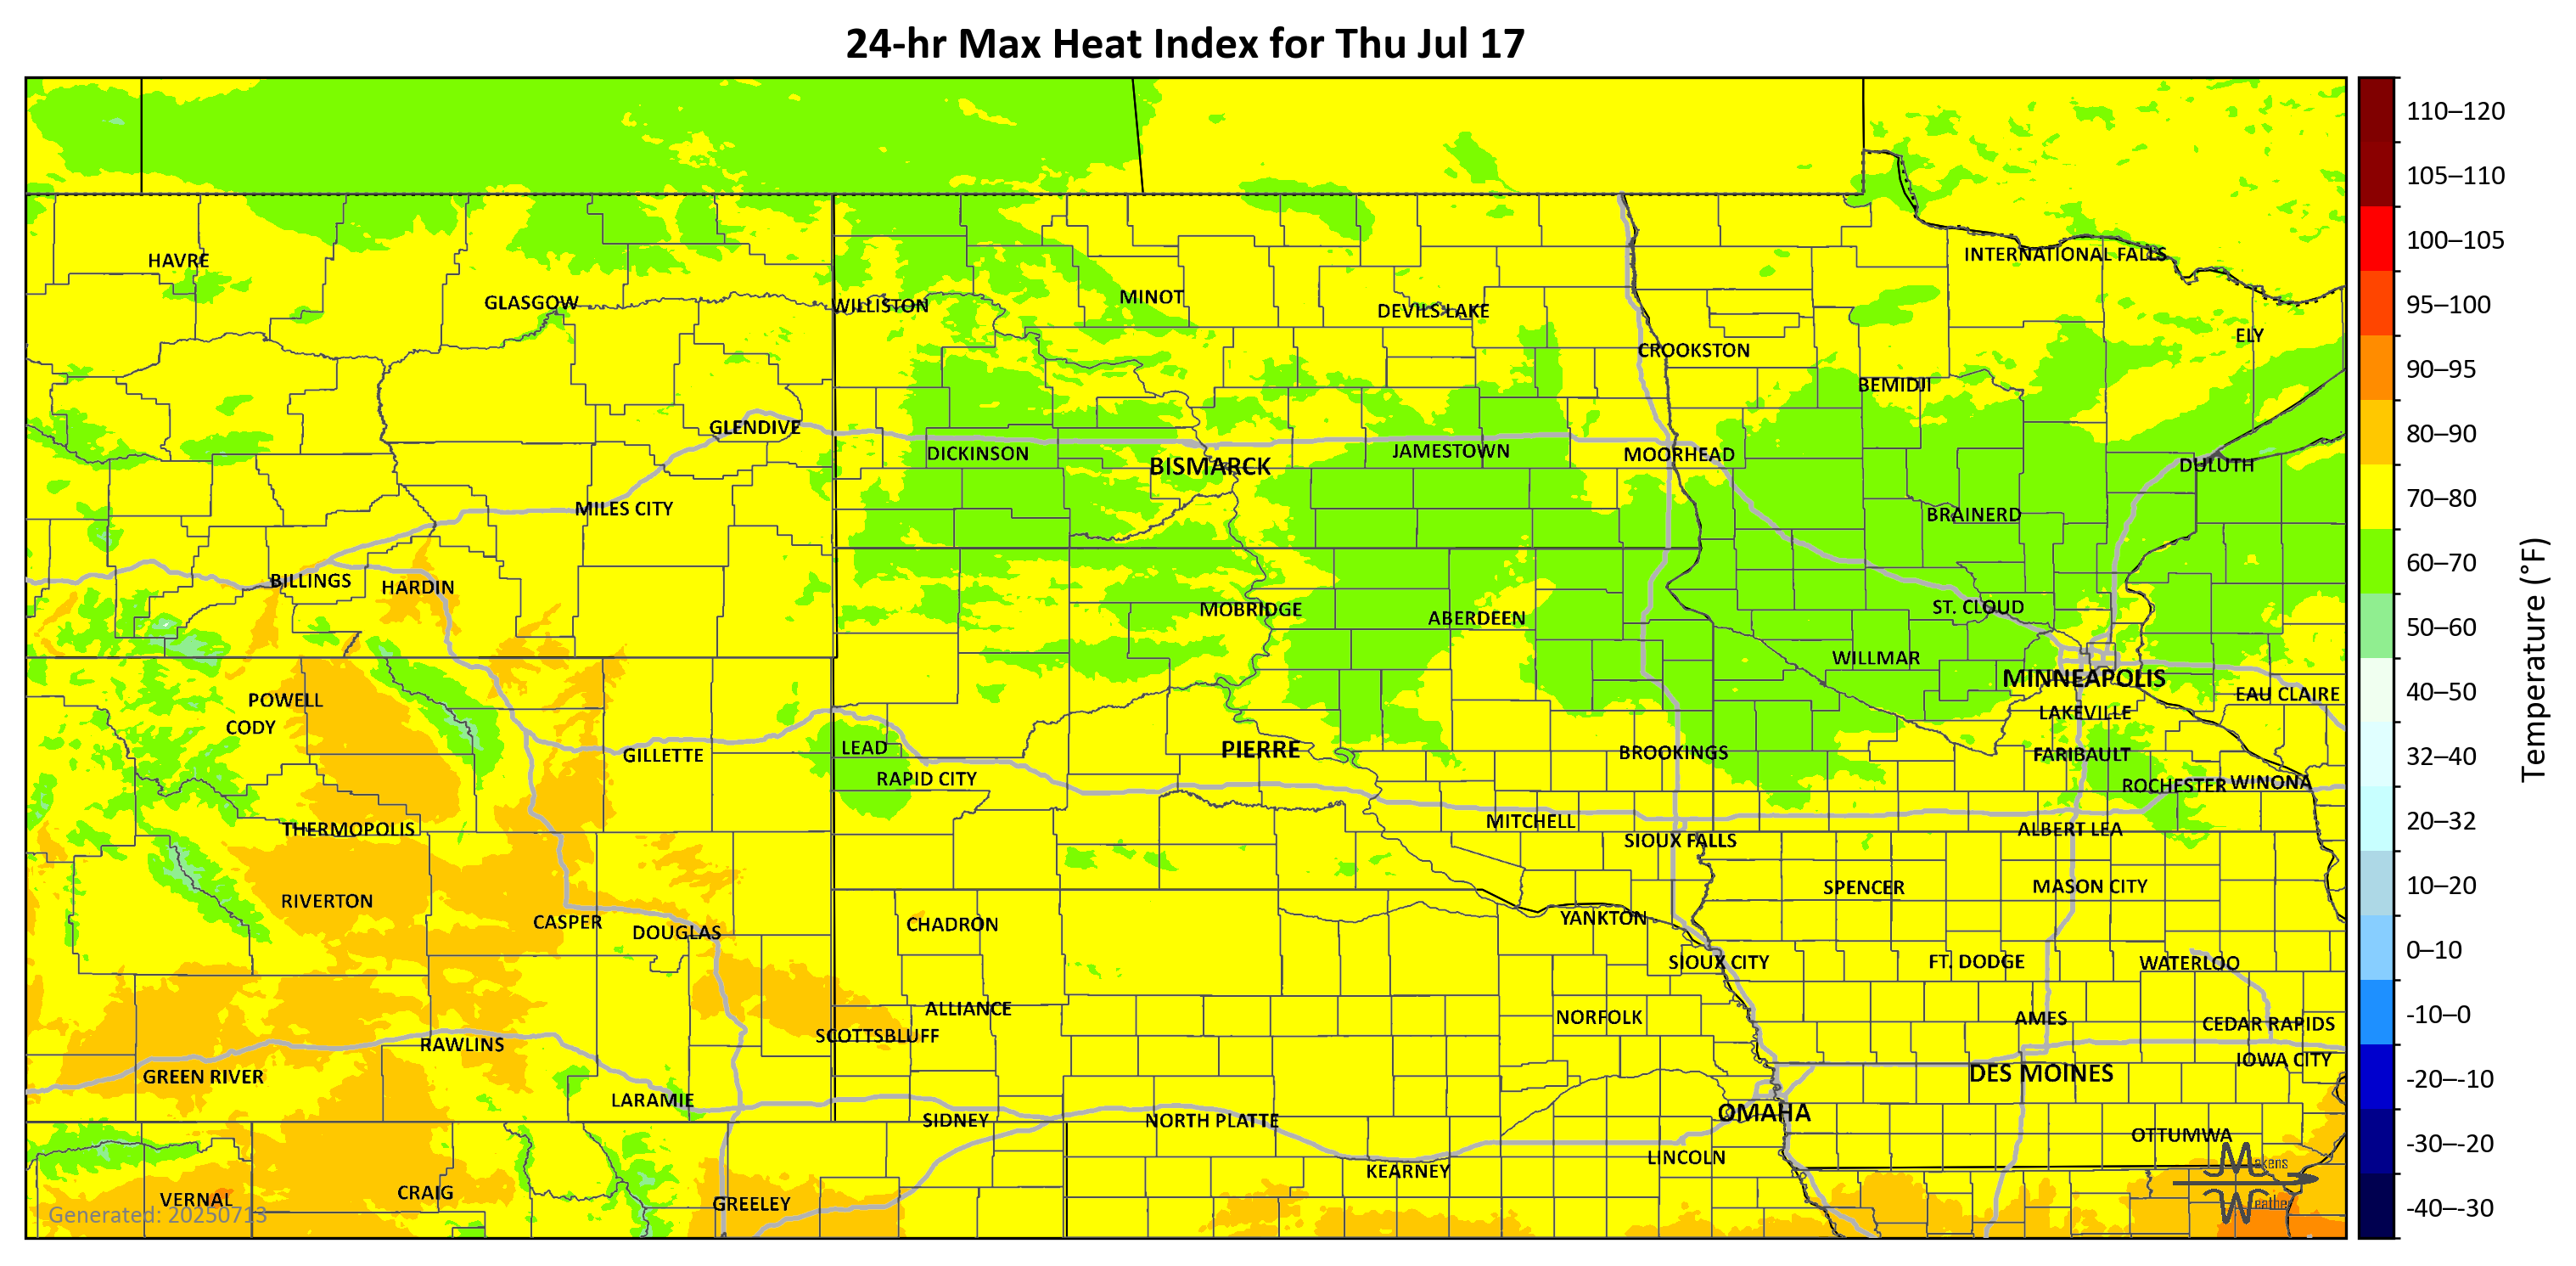 24-hr Max Heat Index for Thu Jul 17
HAVRE
GLASGOW
WILLISTON
MINOT
DEVILS LAKE
INTERNATIONAL FALLS
CROOKSTON
ELY
BEMIDJI
GLENDIVE
DICKINSON
BISMARCK
JAMESTOWN
MOORHEAD
DULUTH
MILES CITY
BRAINERD
BILLINGS
HARDIN
MOBRIDGE
ABERDEEN
ST. CLOUD
WILLMAR
MINNEAPOLIS
EAU CLAIRE
POWELL
CODY
LAKEVILLE
GILLETTE
LEAD
RAPID CITY
PIERRE
BROOKINGS
FARIBAULT
ROCHESTER
WINONA
THERMOPOLIS
MITCHELL
SIOUX FALLS
ALBERT LEA
RIVERTON
CASPER
DOUGLAS
CHADRON
YANKTON
SPENCER
MASON CITY
SIOUX CITY
FT. DODGE
WATERLOO
ALLIANCE
SCOTTSBLUFF
NORFOLK
AMES
CEDAR RAPIDS
RAWLINS
IOWA CITY
GREEN RIVER
DES MOINES
LARAMIE
SIDNEY
NORTH PLATTE
OMAHA
OTTUMWA
LINCOLN
KEARNEY
VERNAL
CRAIG
GREELEY
Generated: 20250713
Makens
Weather
110–120
105–110
100–105
95–100
90–95
80–90
70–80
60–70
50–60
40–50
32–40
20–32
10–20
0–10
-10–0
-20–-10
-30–-20
-40–-30
Temperature (°F)